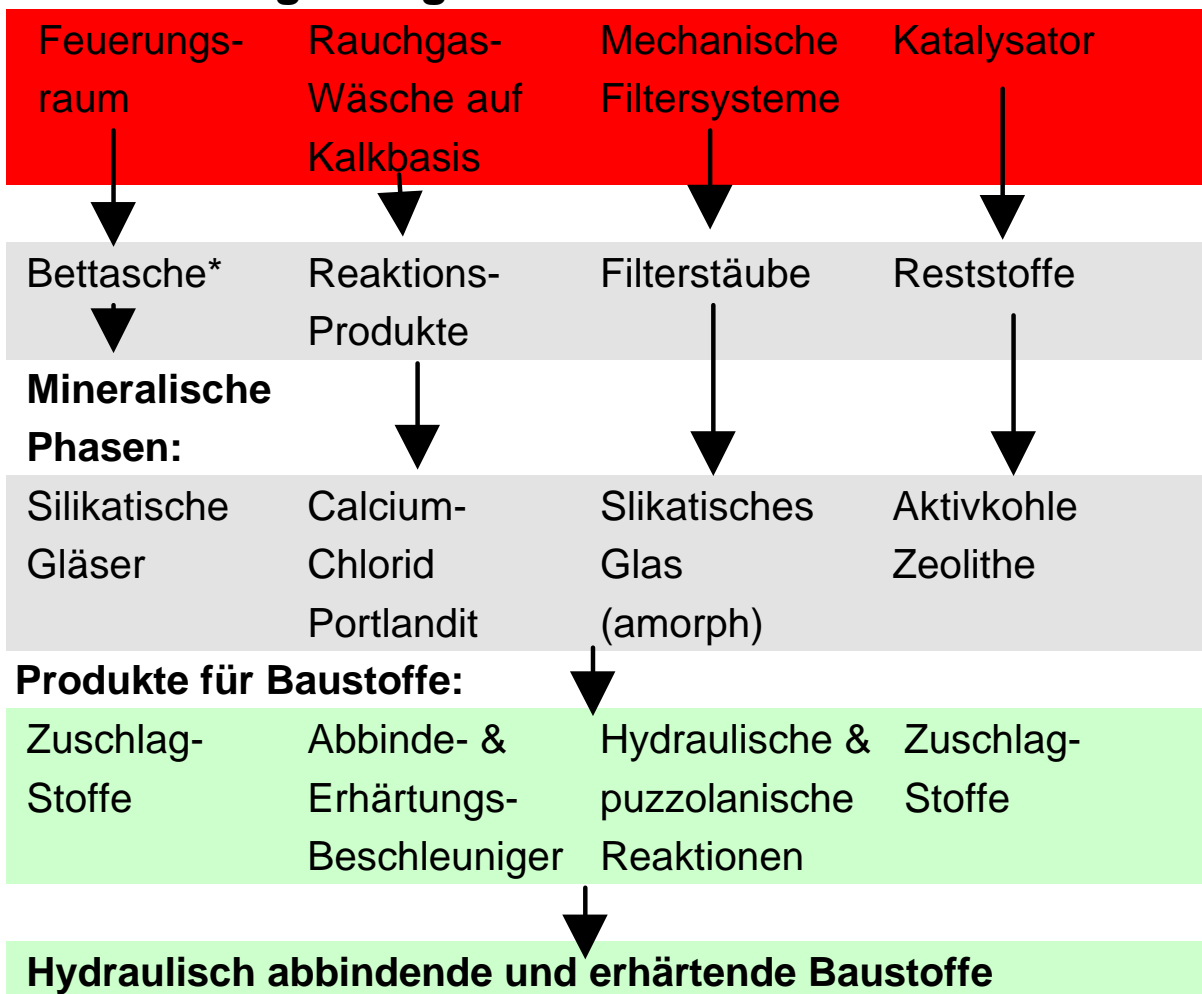 Feuerungs- Rauchgas- Mechanische Katalysator
raum Wäsche auf Filtersysteme
Kalkbasis
Bettasche* Reaktions- Filterstäube Reststoffe
Produkte
Mineralische
Phasen:
Silikatische Calcium- Slikatisches Aktivkohle
Gläser Chlorid Glas Zeolithe
Portlandit (amorph)
Produkte für Baustoffe:
Zuschlag- Abbinde- & Hydraulische & Zuschlag-
Stoffe Erhärtungs- puzzolanische Stoffe
Beschleuniger Reaktionen
Hydraulisch abbindende und erhärtende Baustoffe